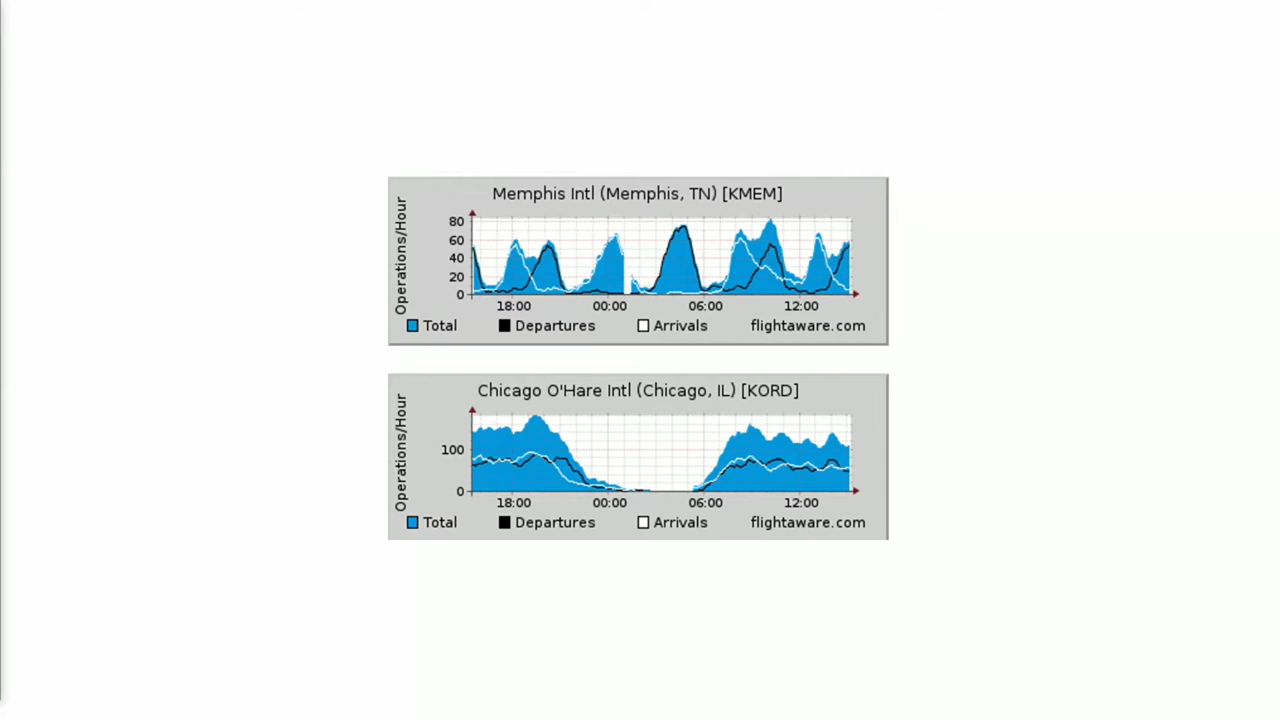 Memphis Intl (Memphis, TN) [KMEM]
Operations/Hour
80
60
40
20
0
18:00 00:00 06:00 12:00
Total Departures Arrivals flightaware.com
Chicago O'Hare Intl (Chicago, IL) [KORD]
Operations/Hour
100
0
18:00 00:00 06:00 12:00
Total Departures Arrivals flightaware.com